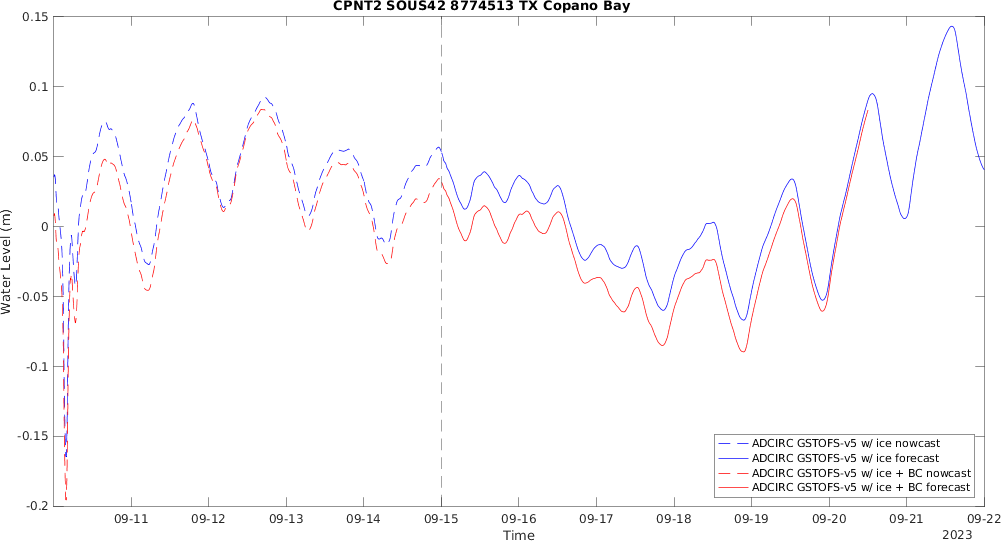 CPNT2 SOUS42 8774513 TX Copano Bay
0.15
0.1
0.05
0
-0.05
-0.1
-0.15
-0.2
Water Level (m)
ADCIRC GSTOFS-v5 w/ ice nowcast
ADCIRC GSTOFS-v5 w/ ice forecast
ADCIRC GSTOFS-v5 w/ ice + BC nowcast
ADCIRC GSTOFS-v5 w/ ice + BC forecast
09-11 09-12 09-13 09-14 09-15 09-16 09-17 09-18 09-19 09-20 09-21 09-22
Time
2023